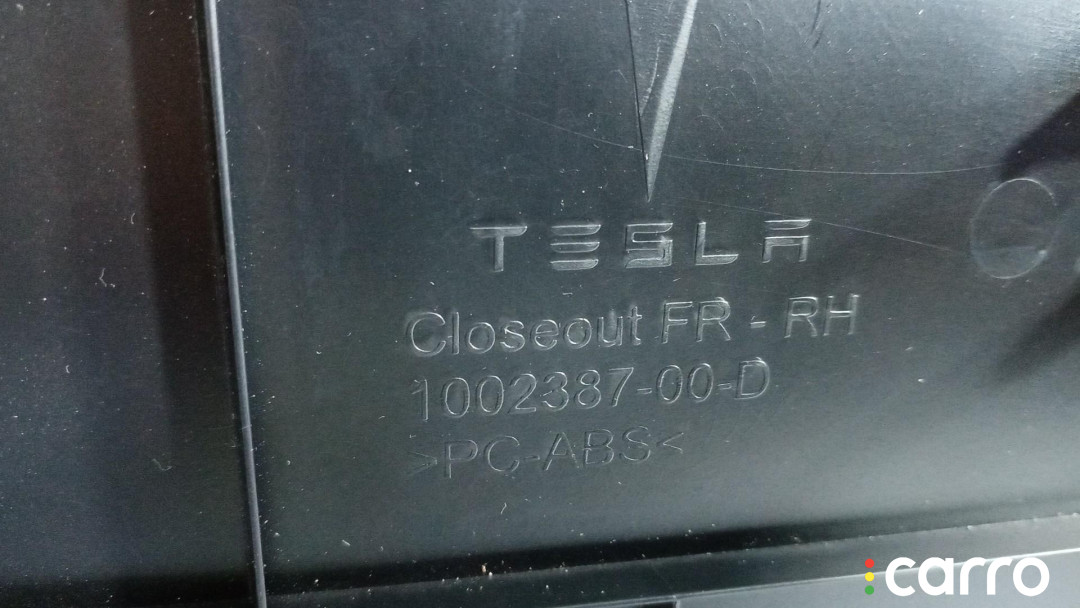 TESLA
Closeout FR - RH
1002387-00-D
>PC-ABS<
carro